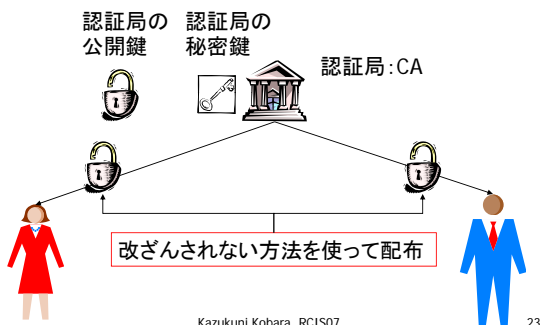 認証局の
公開鍵
認証局の
秘密鍵
認証局:CA
改ざんされない方法を使って配布
Kazukuni Kobara, RCIS07
23